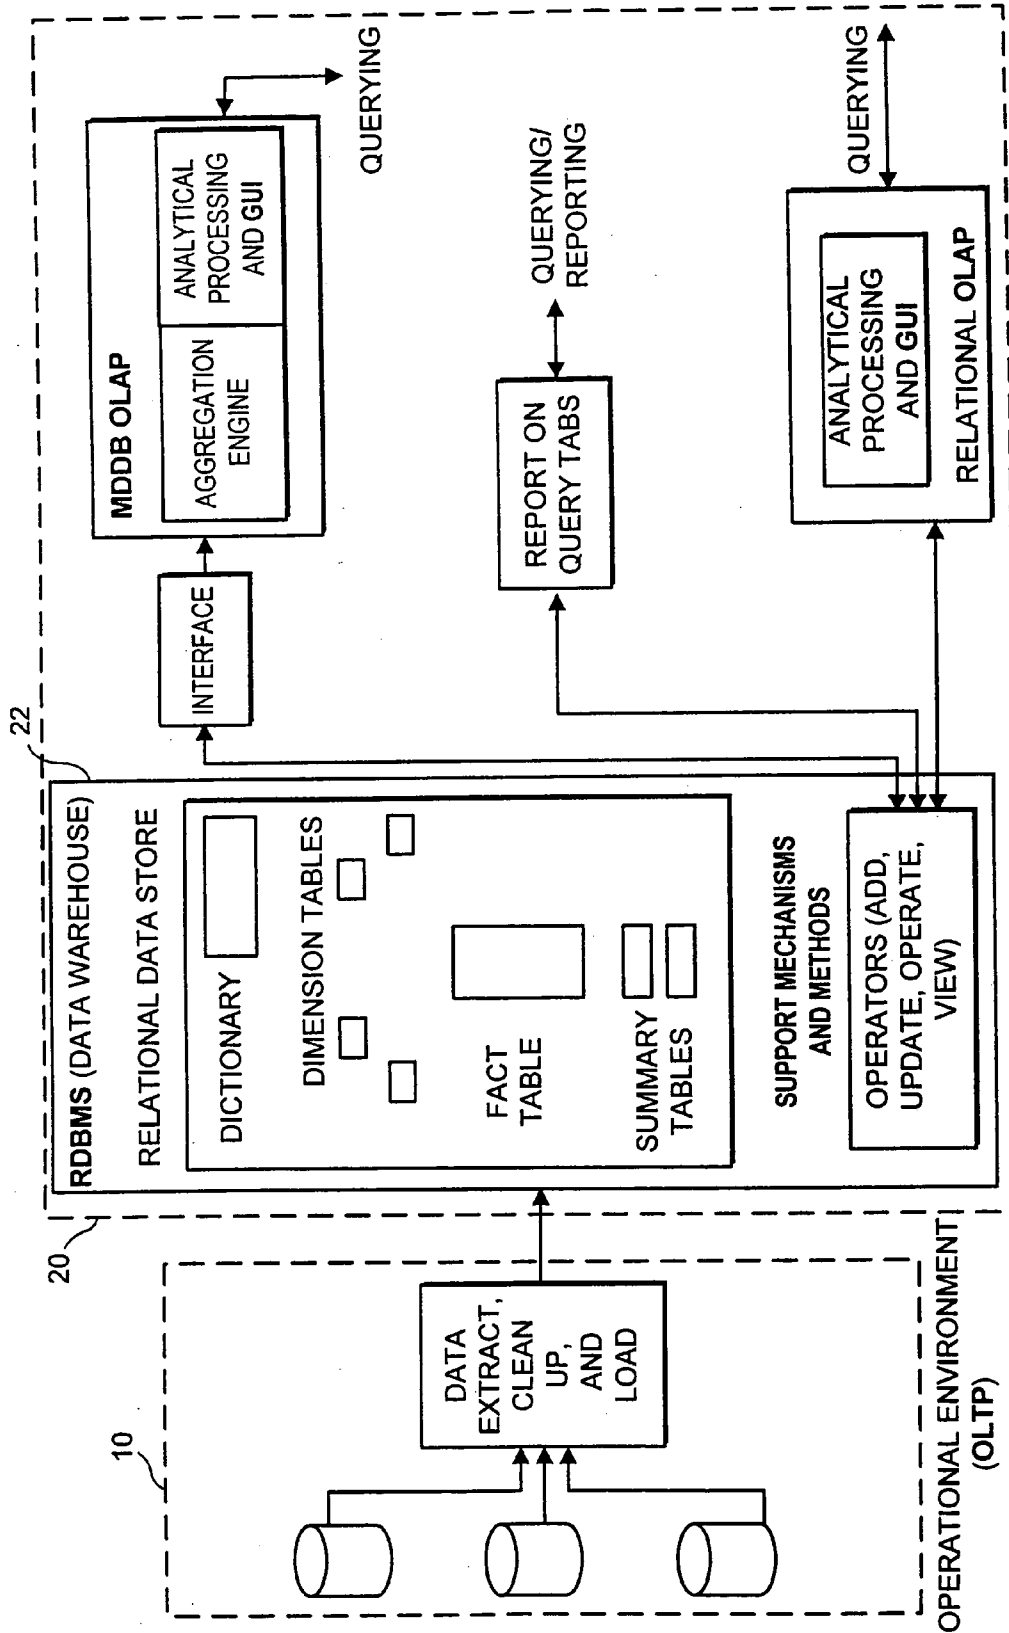 10
DATA
EXTRACT,
CLEAN
UP,
AND
LOAD
OPERATIONAL ENVIRONMENT
(OLTP)
20
22
RDBMS (DATA WAREHOUSE)
RELATIONAL DATA STORE
DICTIONARY
DIMENSION TABLES
FACT
TABLE
SUMMARY
TABLES
SUPPORT MECHANISMS
AND METHODS
OPERATORS (ADD,
UPDATE, OPERATE,
VIEW)
INTERFACE
MDDB OLAP
AGGREGATION
ENGINE
ANALYTICAL
PROCESSING
AND GUI
QUERYING
REPORT ON
QUERY TABS
QUERYING/
REPORTING
ANALYTICAL
PROCESSING
AND GUI
RELATIONAL OLAP
QUERYING